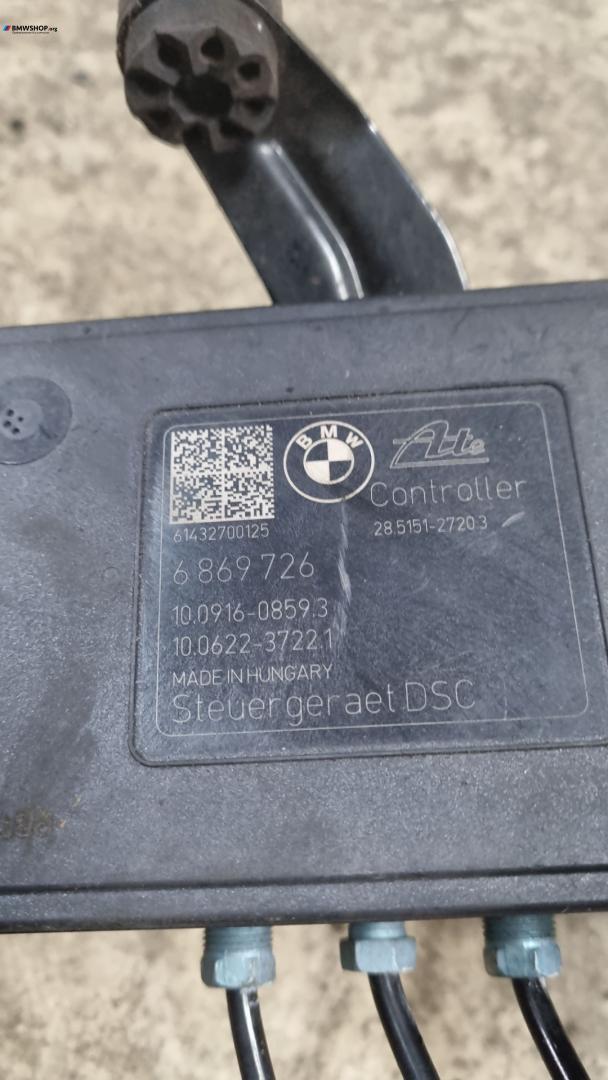 BMWSHOP.org
BMW
Ate
Controller
61432700125
28.5151-2720.3
6 869 726
10.0916-0859.3
10.0622-3722.1
MADE IN HUNGARY
Steuergeraet DSC